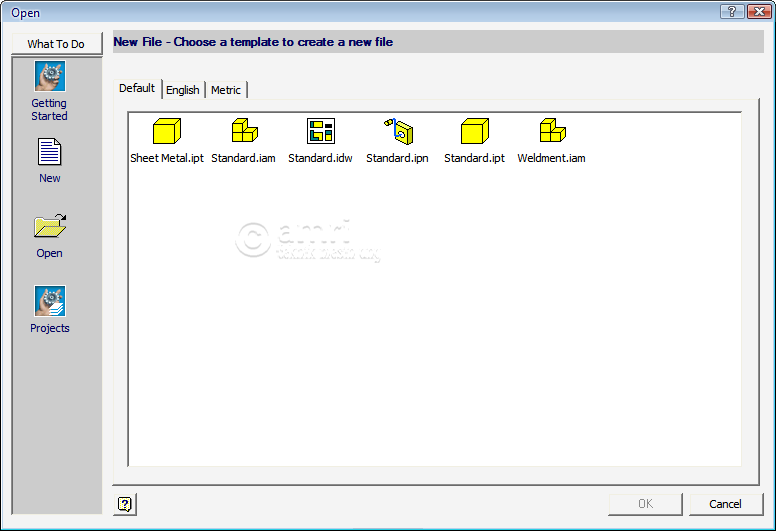 Open
What To Do
New File - Choose a template to create a new file
Default
English
Metric
Getting
Started
New
Open
Projects
Sheet Metal.ipt
Standard.iam
Standard.idw
Standard.ipn
Standard.ipt
Weldment.iam
© amri
OK
Cancel